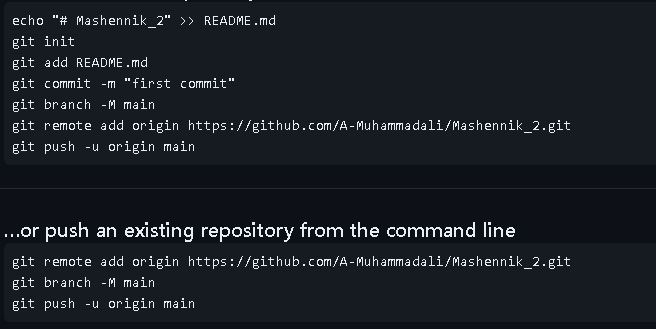 echo "# Mashennik_2" >> README.md
git init
git add README.md
git commit -m "first commit"
git branch -M main
git remote add origin https://github.com/A-Muhammadali/Mashennik_2.git
git push -u origin main
…or push an existing repository from the command line
git remote add origin https://github.com/A-Muhammadali/Mashennik_2.git
git branch -M main
git push -u origin main